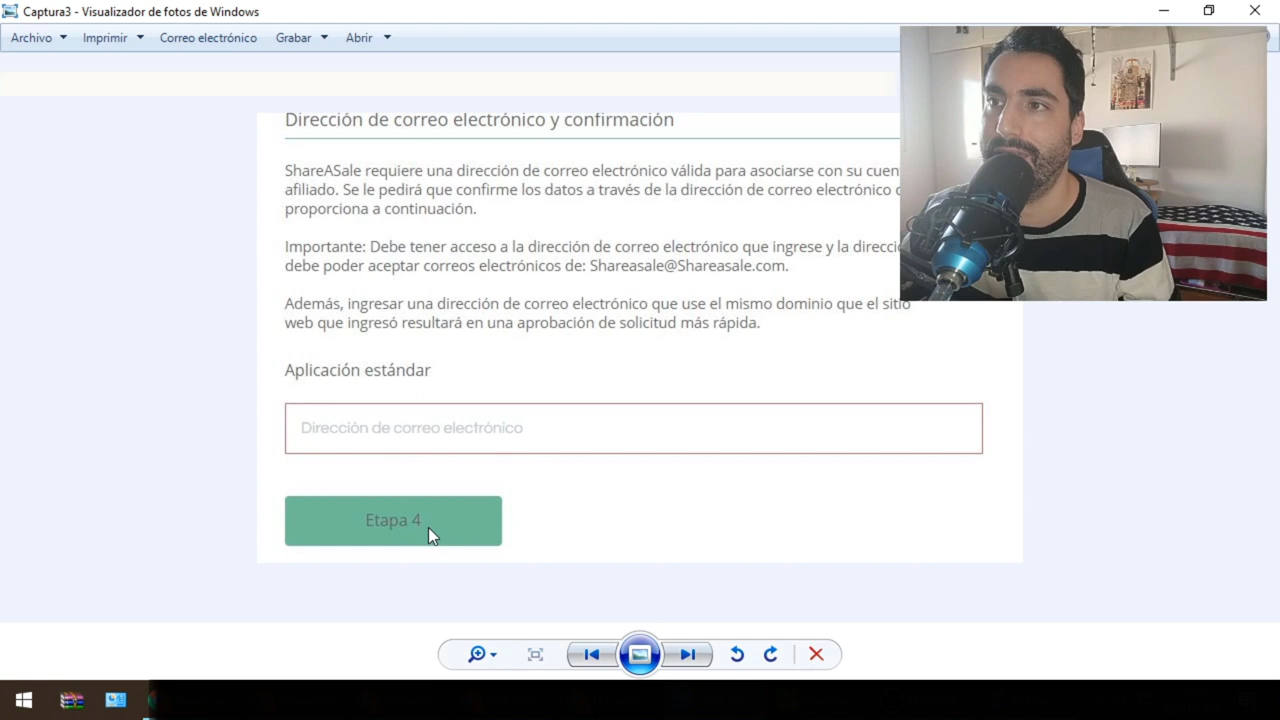 Captura3 - Visualizador de fotos de Windows
Archivo Imprimir Correo electrónico Grabar Abrir
Dirección de correo electrónico y confirmación
ShareASale requiere una dirección de correo electrónico válida para asociarse con su cuen
afiliado. Se le pedirá que confirme los datos a través de la dirección de correo electrónico
proporciona a continuación.
Importante: Debe tener acceso a la dirección de correo electrónico que ingrese y la direcci
debe poder aceptar correos electrónicos de: Shareasale@Shareasale.com.
Además, ingresar una dirección de correo electrónico que use el mismo dominio que el sitio
web que ingresó resultará en una aprobación de solicitud más rápida.
Aplicación estándar
Dirección de correo electrónico
Etapa 4